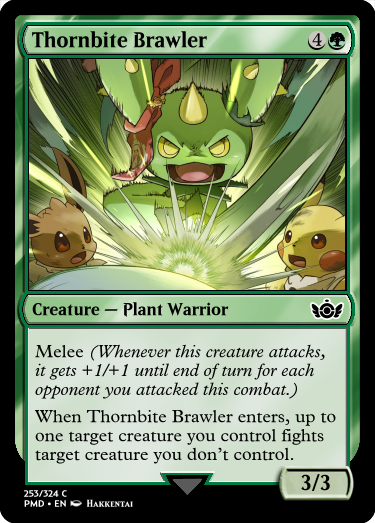 Thornbite Brawler 4
Creature — Plant Warrior
Melee (Whenever this creature attacks,
it gets +1/+1 until end of turn for each
opponent you attacked this combat.)
When Thornbite Brawler enters, up to
one target creature you control fights
target creature you don't control.
3/3
253/324 C
PMD • EN Hakkentai